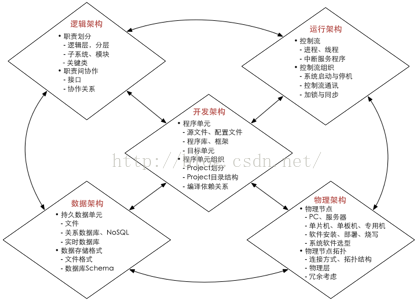 逻辑架构
• 职责划分
- 逻辑层、分层
- 子系统、模块
- 关键类
• 职责间协作
- 接口
- 协作关系
运行架构
• 控制流
- 进程、线程
- 中断服务程序
• 控制流组织
- 系统启动与停机
- 控制流通讯
- 加锁与同步
开发架构
• 程序单元
- 源文件、配置文件
- 程序库、框架
- 目标单元
• 程序单元组织
- Project划分
- Project目录结构
- 编译依赖关系
数据架构
• 持久数据单元
- 文件
- 关系数据库、NoSQL
- 实时数据库
• 数据存储格式
- 文件格式
- 数据库Schema
物理架构
• 物理节点
- PC、服务器
- 单片机、单板机、专用机
- 软件安装、部署、烧写
- 系统软件选型
• 物理节点拓扑
- 连接方式、拓扑结构
- 物理层
- 冗余考虑